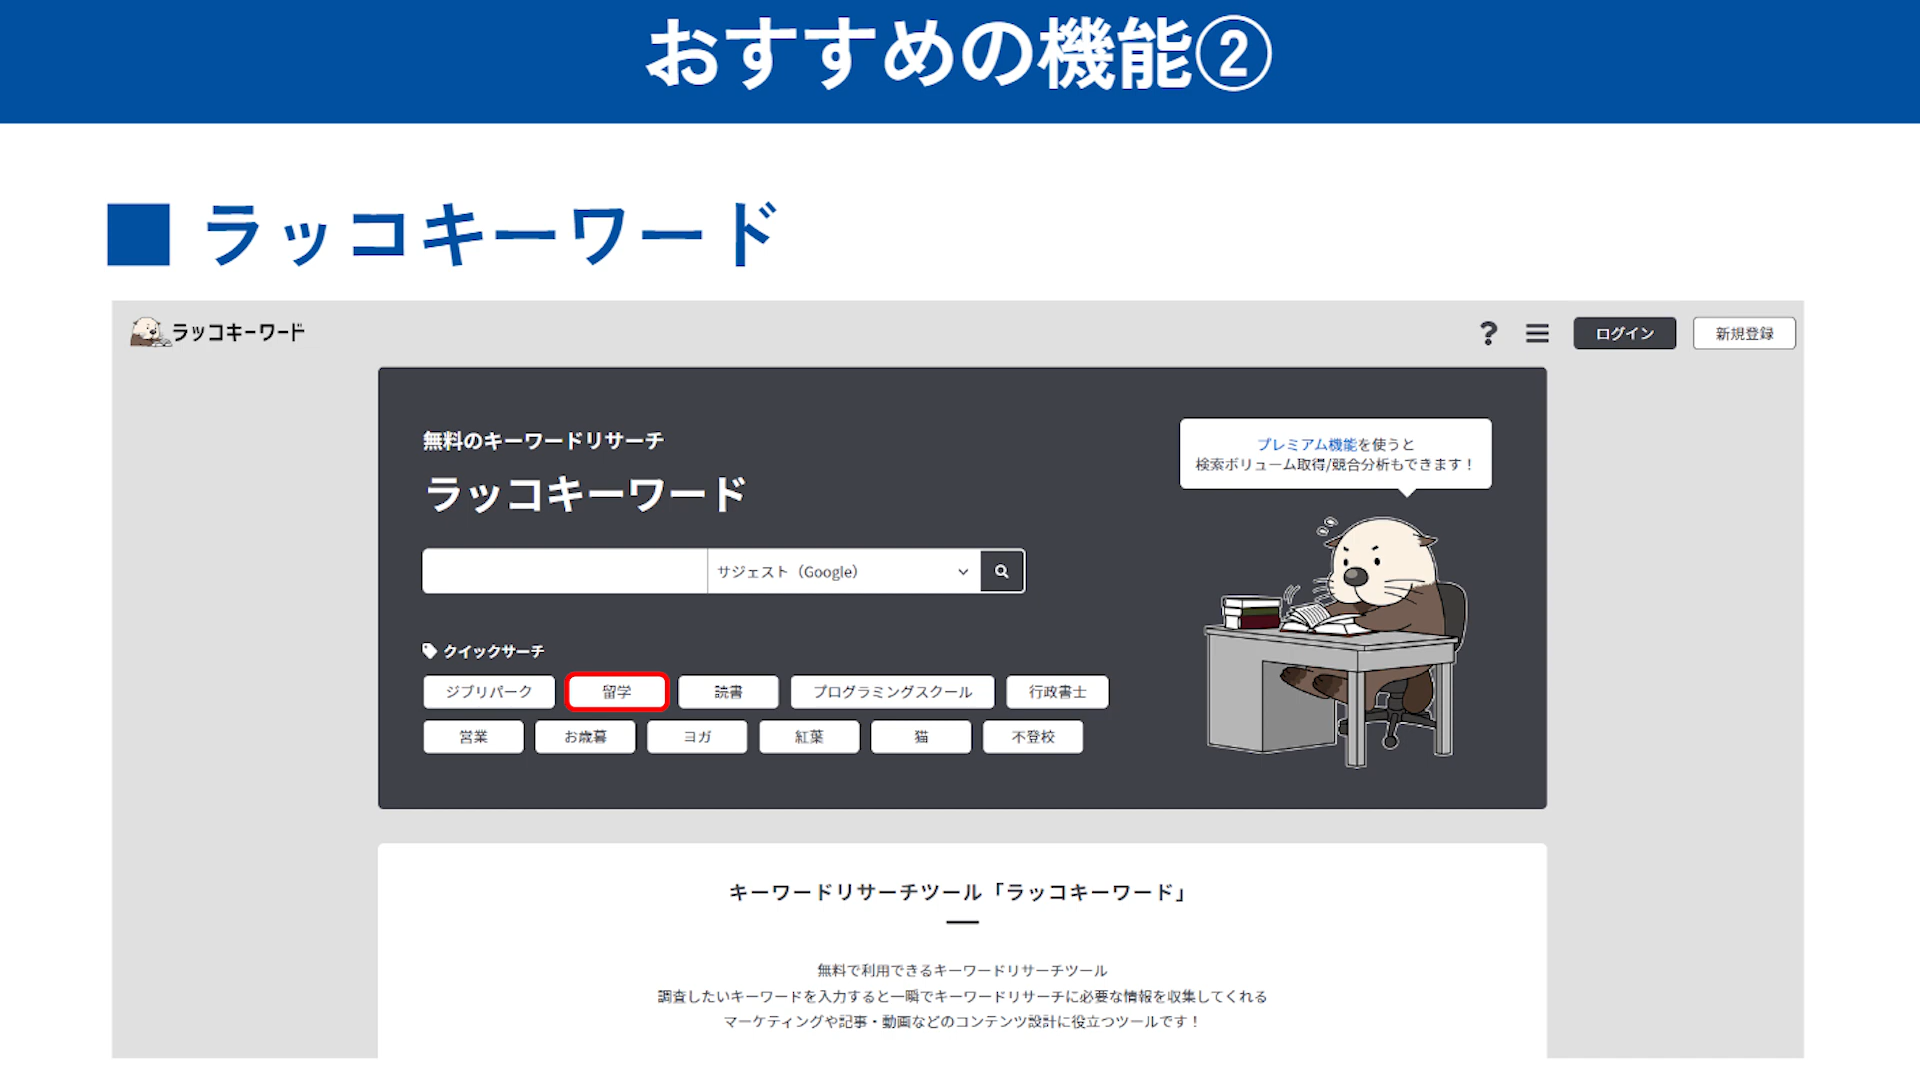 おすすめの機能②
■ ラッコキーワード
ラッコキーワード
? ログイン 新規登録
無料のキーワードリサーチ
ラッコキーワード
プレミアム機能を使うと
検索ボリューム取得/競合分析もできます！
サジェスト（Google）
クイックサーチ
ジブリパーク 留学 読書 プログラミングスクール 行政書士
営業 お歳暮 ヨガ 紅葉 猫 不登校
キーワードリサーチツール「ラッコキーワード」
無料で利用できるキーワードリサーチツール
調査したいキーワードを入力すると一瞬でキーワードリサーチに必要な情報を収集してくれる
マーケティングや記事・動画などのコンテンツ設計に役立つツールです！